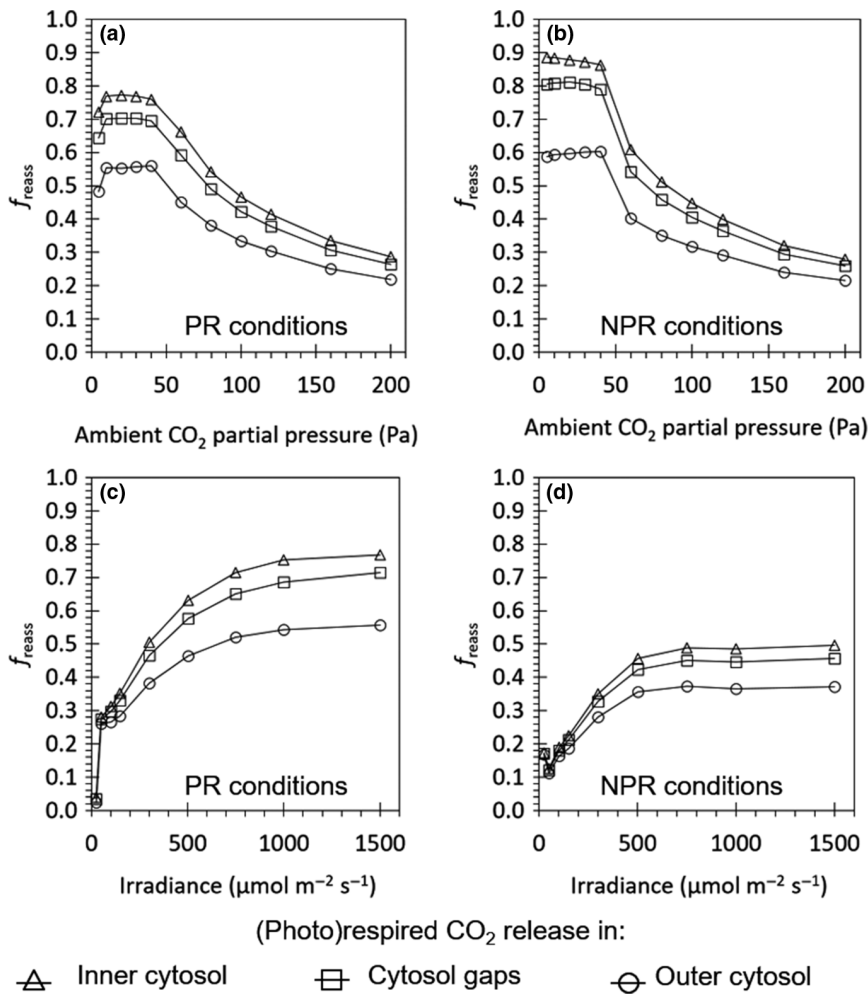 (a)
1.0
0.9
0.8
0.7
0.6
0.5
0.4
0.3
0.2
0.1
0.0
f_reass
PR conditions
0 50 100 150 200
Ambient CO₂ partial pressure (Pa)
(b)
1.0
0.9
0.8
0.7
0.6
0.5
0.4
0.3
0.2
0.1
0.0
f_reass
NPR conditions
0 50 100 150 200
Ambient CO₂ partial pressure (Pa)
(c)
1.0
0.9
0.8
0.7
0.6
0.5
0.4
0.3
0.2
0.1
0.0
f_reass
PR conditions
0 500 1000 1500
Irradiance (μmol m⁻² s⁻¹)
(d)
1.0
0.9
0.8
0.7
0.6
0.5
0.4
0.3
0.2
0.1
0.0
f_reass
NPR conditions
0 500 1000 1500
Irradiance (μmol m⁻² s⁻¹)
(Photo)respired CO₂ release in:
Inner cytosol Cytosol gaps Outer cytosol